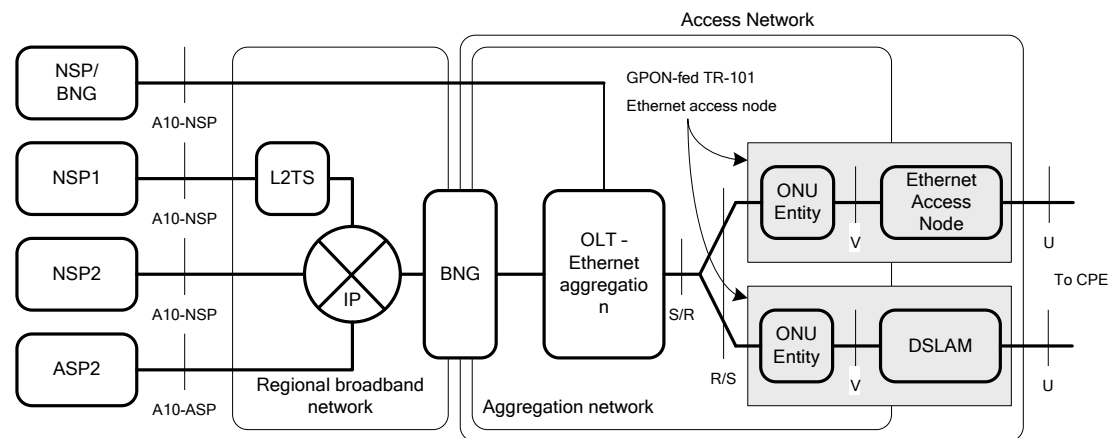 Access Network
NSP/
BNG
A10-NSP
GPON-fed TR-101
Ethernet access node
NSP1
A10-NSP
L2TS
ONU
Entity
V
Ethernet
Access
Node
U
NSP2
A10-NSP
IP
BNG
OLT –
Ethernet
aggregatio
n
S/R
To CPE
ASP2
A10-ASP
Regional broadband
network
Aggregation network
R/S
ONU
Entity
V
DSLAM
U